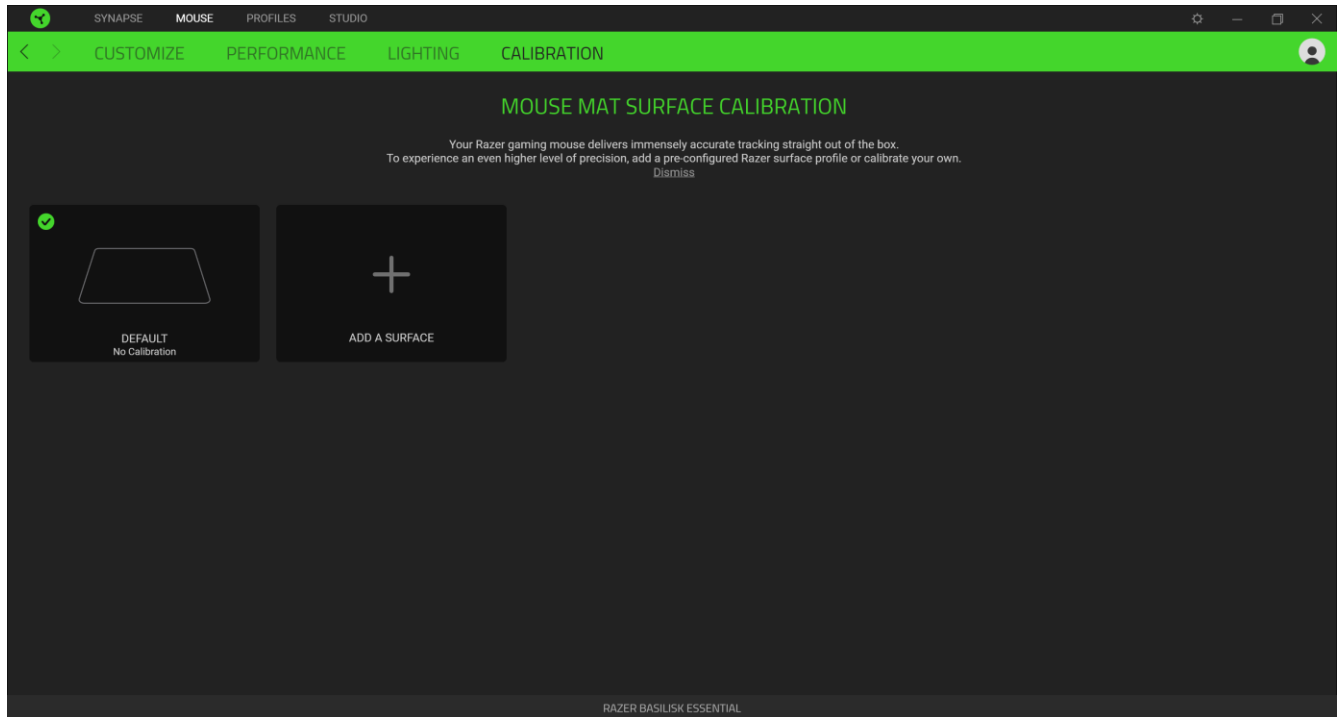 SYNAPSE MOUSE PROFILES STUDIO
CUSTOMIZE PERFORMANCE LIGHTING CALIBRATION
MOUSE MAT SURFACE CALIBRATION
Your Razer gaming mouse delivers immensely accurate tracking straight out of the box.
To experience an even higher level of precision, add a pre-configured Razer surface profile or calibrate your own.
Dismiss
DEFAULT
No Calibration
ADD A SURFACE
RAZER BASILISK ESSENTIAL